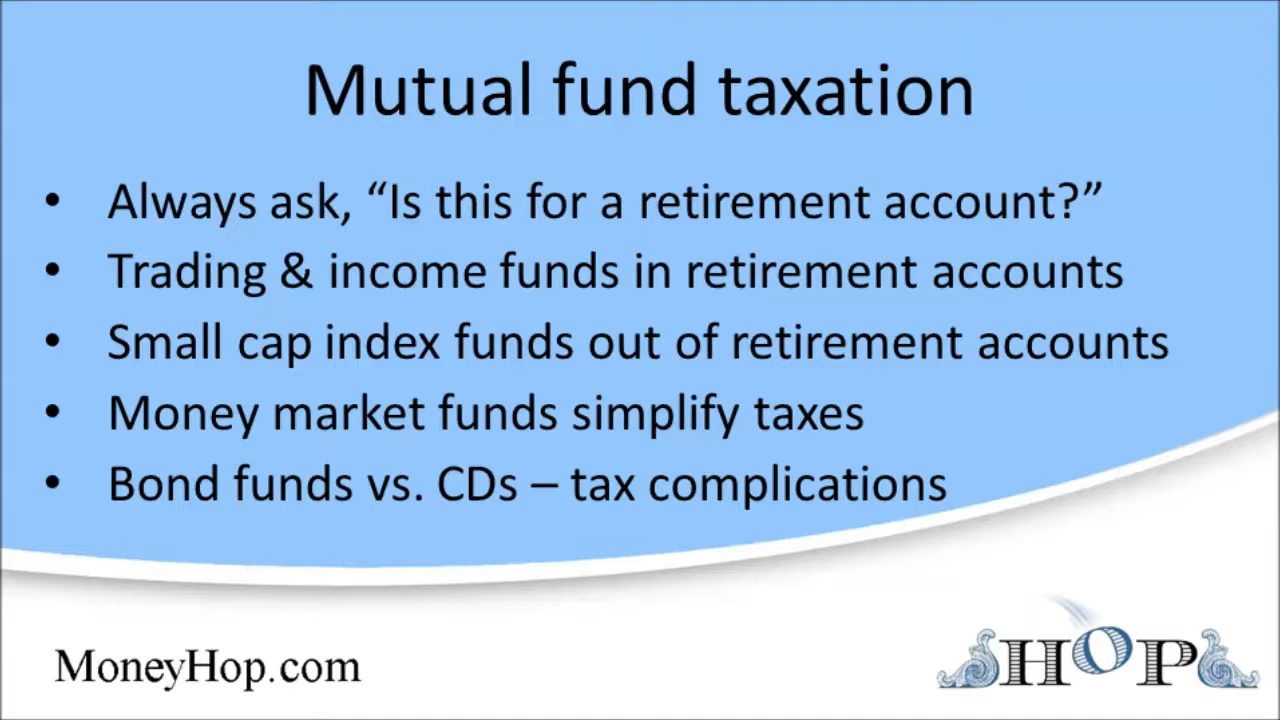 Mutual fund taxation
• Always ask, “Is this for a retirement account?”
• Trading & income funds in retirement accounts
• Small cap index funds out of retirement accounts
• Money market funds simplify taxes
• Bond funds vs. CDs – tax complications
MoneyHop.com
HOP